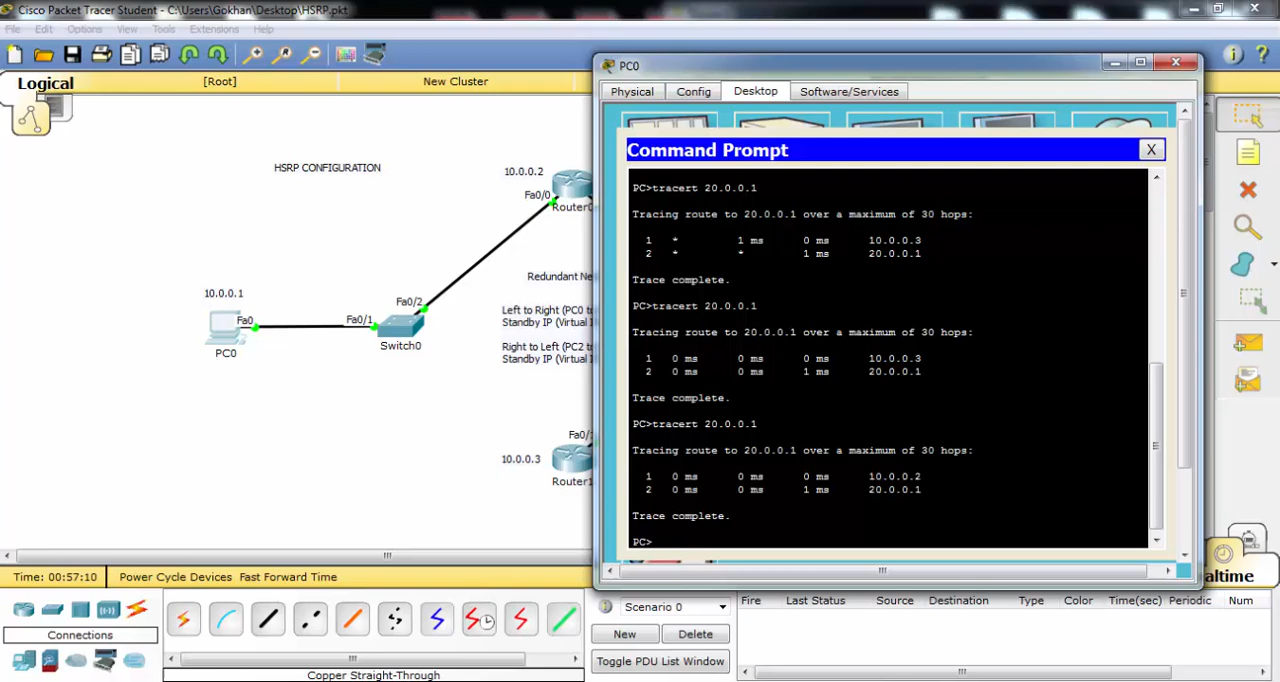 Cisco Packet Tracer Student - C:\Users\Gokhan\Desktop\HSRP.pkt
File Edit Options View Tools Extensions Help
Logical
[Root]
New Cluster
HSRP CONFIGURATION
10.0.0.2
Fa0/0
Router0
Redundant Ne
10.0.0.1
Fa0
PC0
Fa0/1
Fa0/2
Switch0
Left to Right (PC0 to
Standby IP (Virtual I
Right to Left (PC2 to
Standby IP (Virtual I
10.0.0.3
Fa0/
Router1
PC0
Physical Config Desktop Software/Services
Command Prompt
X
PC>tracert 20.0.0.1
Tracing route to 20.0.0.1 over a maximum of 30 hops:
1 * 1 ms 0 ms 10.0.0.3
2 * * 1 ms 20.0.0.1
Trace complete.
PC>tracert 20.0.0.1
Tracing route to 20.0.0.1 over a maximum of 30 hops:
1 0 ms 0 ms 0 ms 10.0.0.3
2 0 ms 0 ms 1 ms 20.0.0.1
Trace complete.
PC>tracert 20.0.0.1
Tracing route to 20.0.0.1 over a maximum of 30 hops:
1 0 ms 0 ms 0 ms 10.0.0.2
2 0 ms 0 ms 1 ms 20.0.0.1
Trace complete.
PC>
Time: 00:57:10 Power Cycle Devices Fast Forward Time
altime
Connections
Copper Straight-Through
Scenario 0
New Delete
Toggle PDU List Window
Fire Last Status Source Destination Type Color Time(sec) Periodic Num